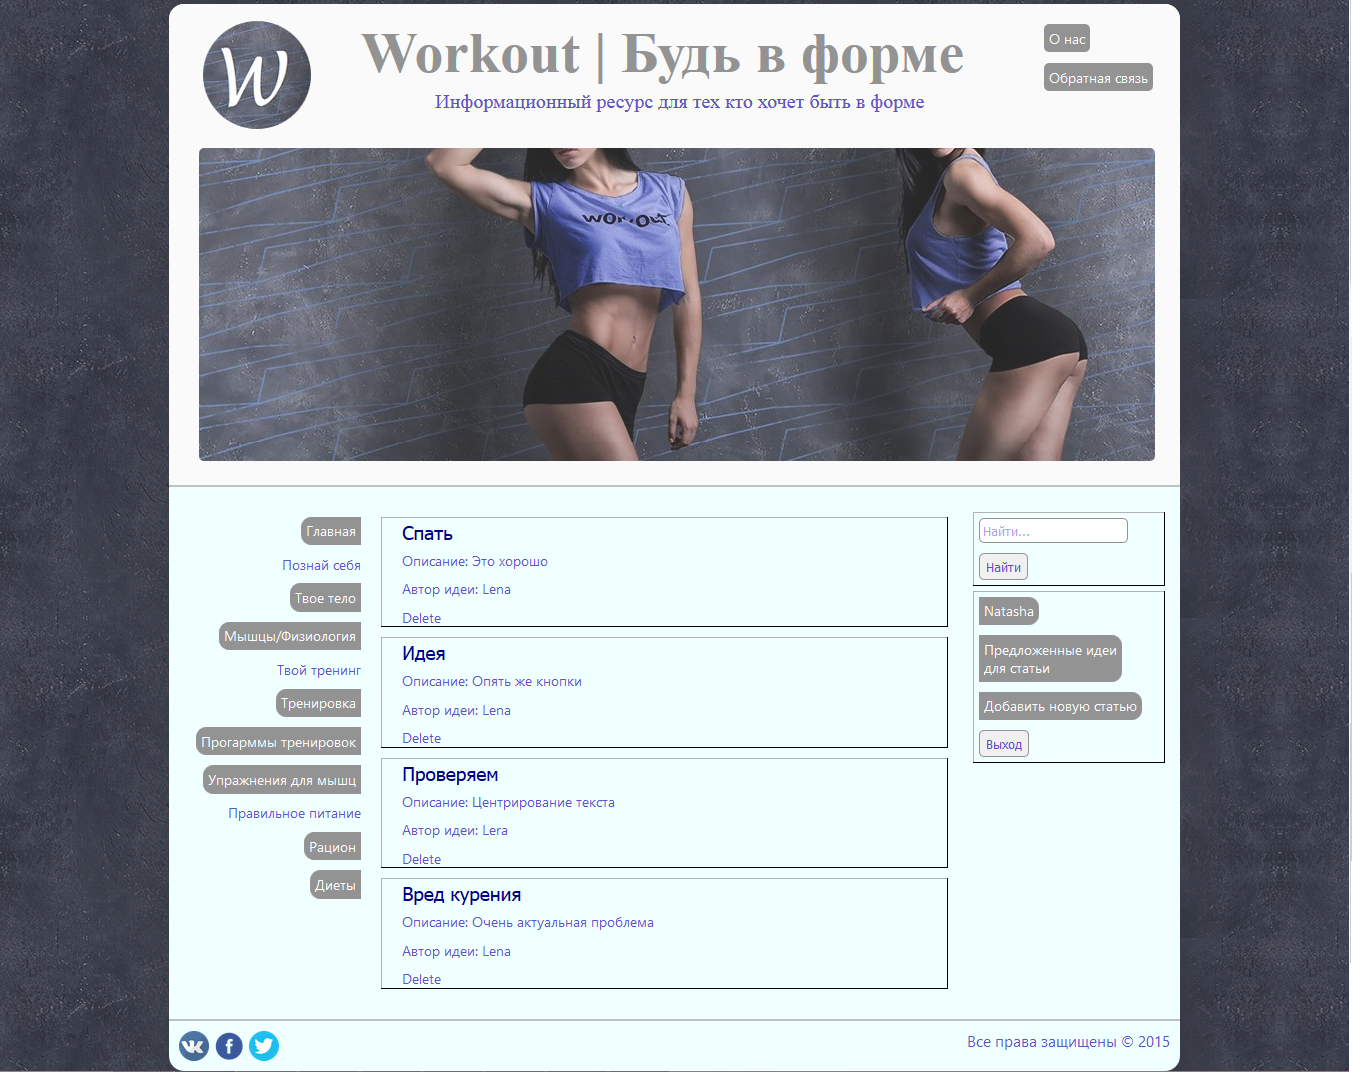 W
Workout | Будь в форме
Информационный ресурс для тех кто хочет быть в форме
О нас
Обратная связь
Главная
Познай себя
Твое тело
Мышцы/Физиология
Твой тренинг
Тренировка
Прогарммы тренировок
Упражнения для мышц
Правильное питание
Рацион
Диеты
Спать
Описание: Это хорошо
Автор идеи: Lena
Delete
Идея
Описание: Опять же кнопки
Автор идеи: Lena
Delete
Проверяем
Описание: Центрирование текста
Автор идеи: Lera
Delete
Вред курения
Описание: Очень актуальная проблема
Автор идеи: Lena
Delete
Найти...
Найти
Natasha
Предложенные идеи
для статьи
Добавить новую статью
Выход
Все права защищены © 2015